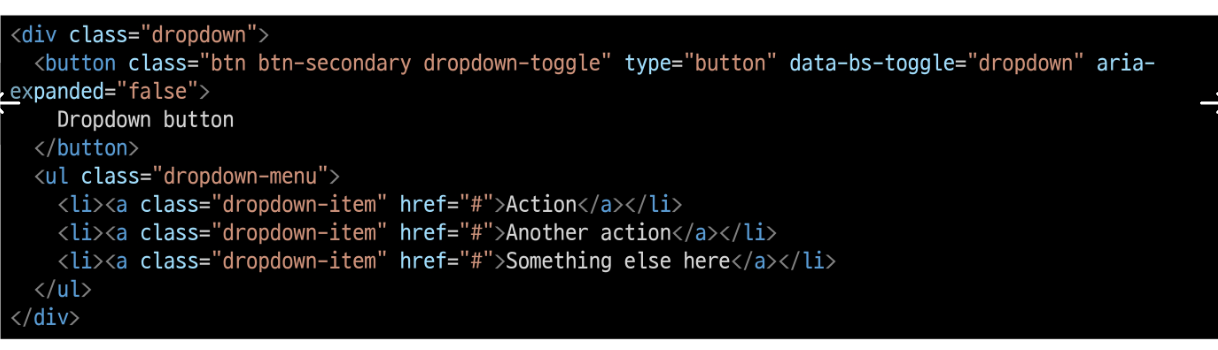 <div class="dropdown">
  <button class="btn btn-secondary dropdown-toggle" type="button" data-bs-toggle="dropdown" aria-
expanded="false">
    Dropdown button
  </button>
  <ul class="dropdown-menu">
    <li><a class="dropdown-item" href="#">Action</a></li>
    <li><a class="dropdown-item" href="#">Another action</a></li>
    <li><a class="dropdown-item" href="#">Something else here</a></li>
  </ul>
</div>